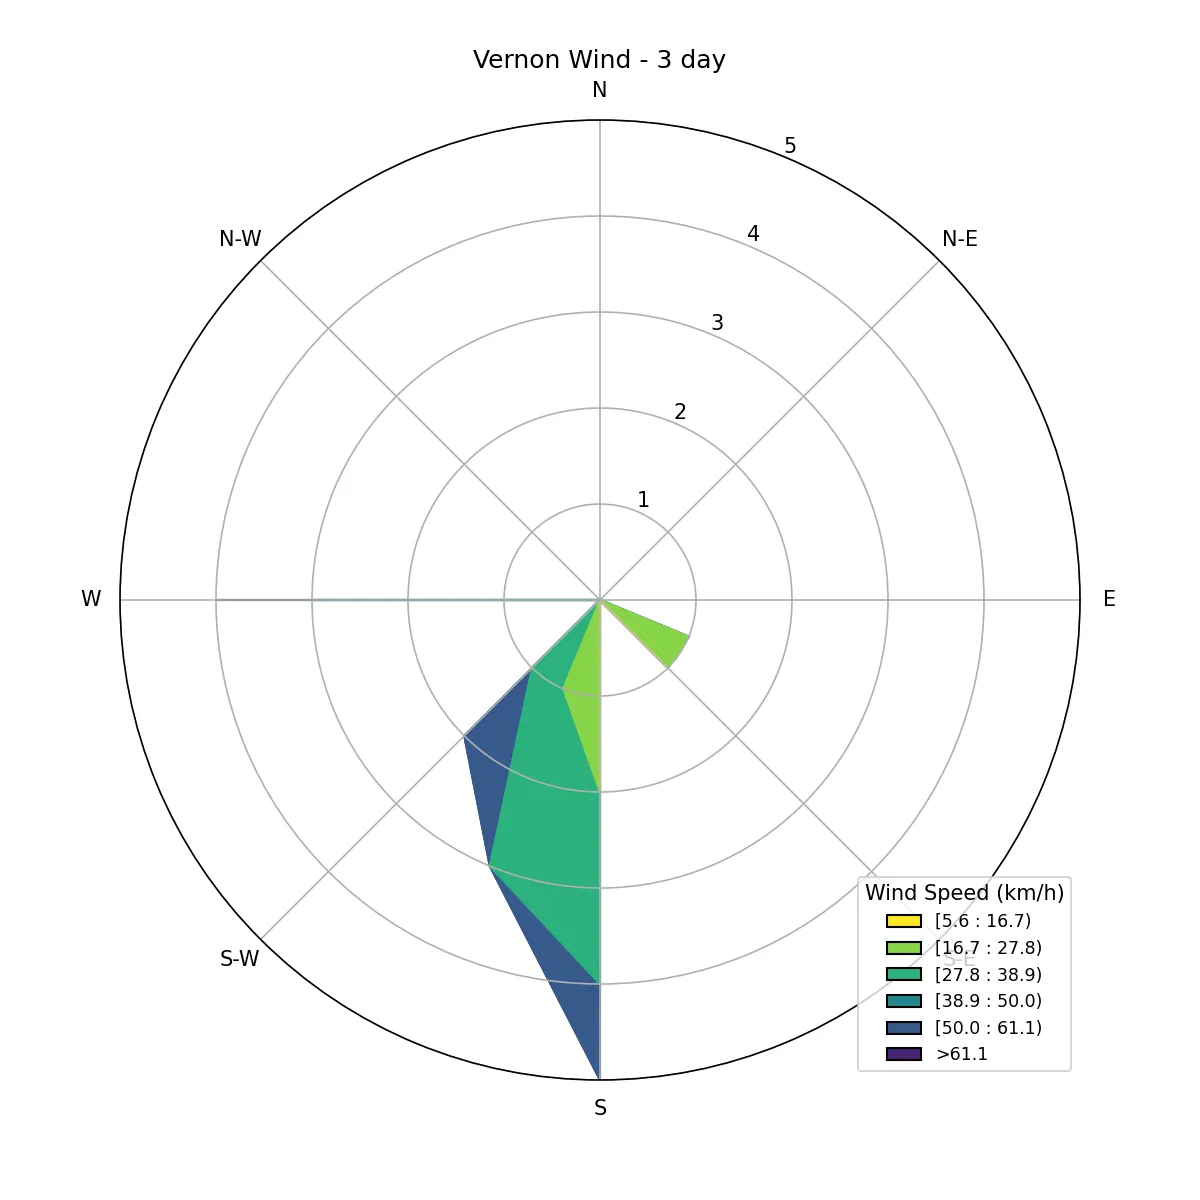 Vernon Wind - 3 day
N
5
N-W
4
N-E
3
2
1
W
E
S-W
S-E
S
Wind Speed (km/h)
[5.6 : 16.7)
[16.7 : 27.8)
[27.8 : 38.9)
[38.9 : 50.0)
[50.0 : 61.1)
>61.1